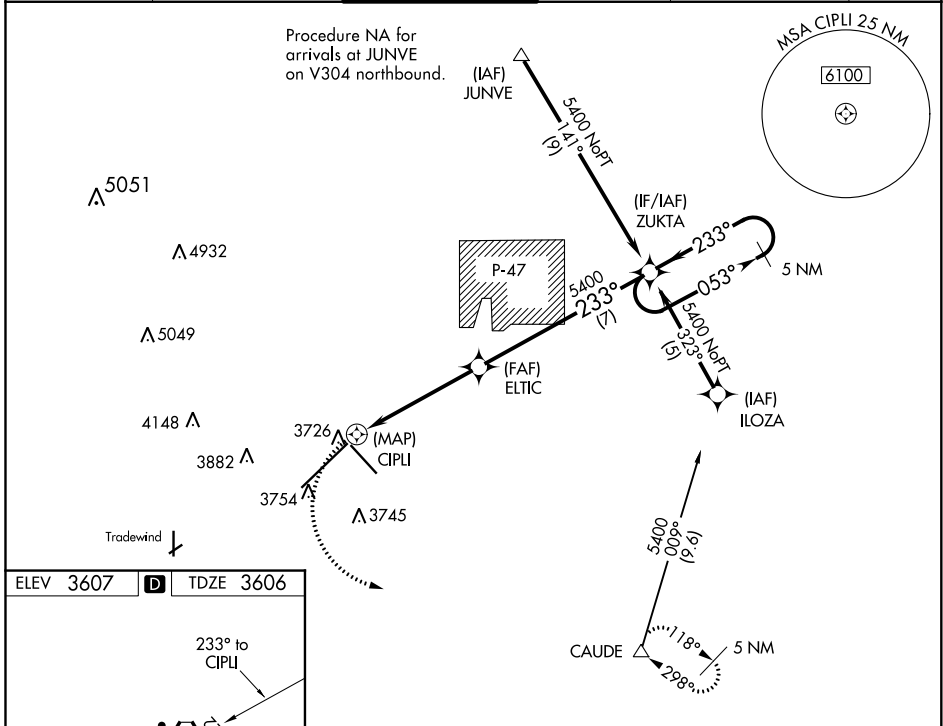 Procedure NA for
arrivals at JUNVE
on V304 northbound.
(IAF)
JUNVE
MSA CIPLI 25 NM
6100
5400 NoPT
141°
(9)
5051
4932
(IF/IAF)
ZUKTA
233°
053°
5 NM
P-47
5400
233°
(7)
5400 NoPT
323°
(5)
5049
(FAF)
ELTIC
(IAF)
ILOZA
4148
3726
(MAP)
CIPLI
3882
3754
3745
Tradewind
5400
009°
(9.6)
ELEV 3607
D
TDZE 3606
233° to
CIPLI
CAUDE
118°
298°
5 NM